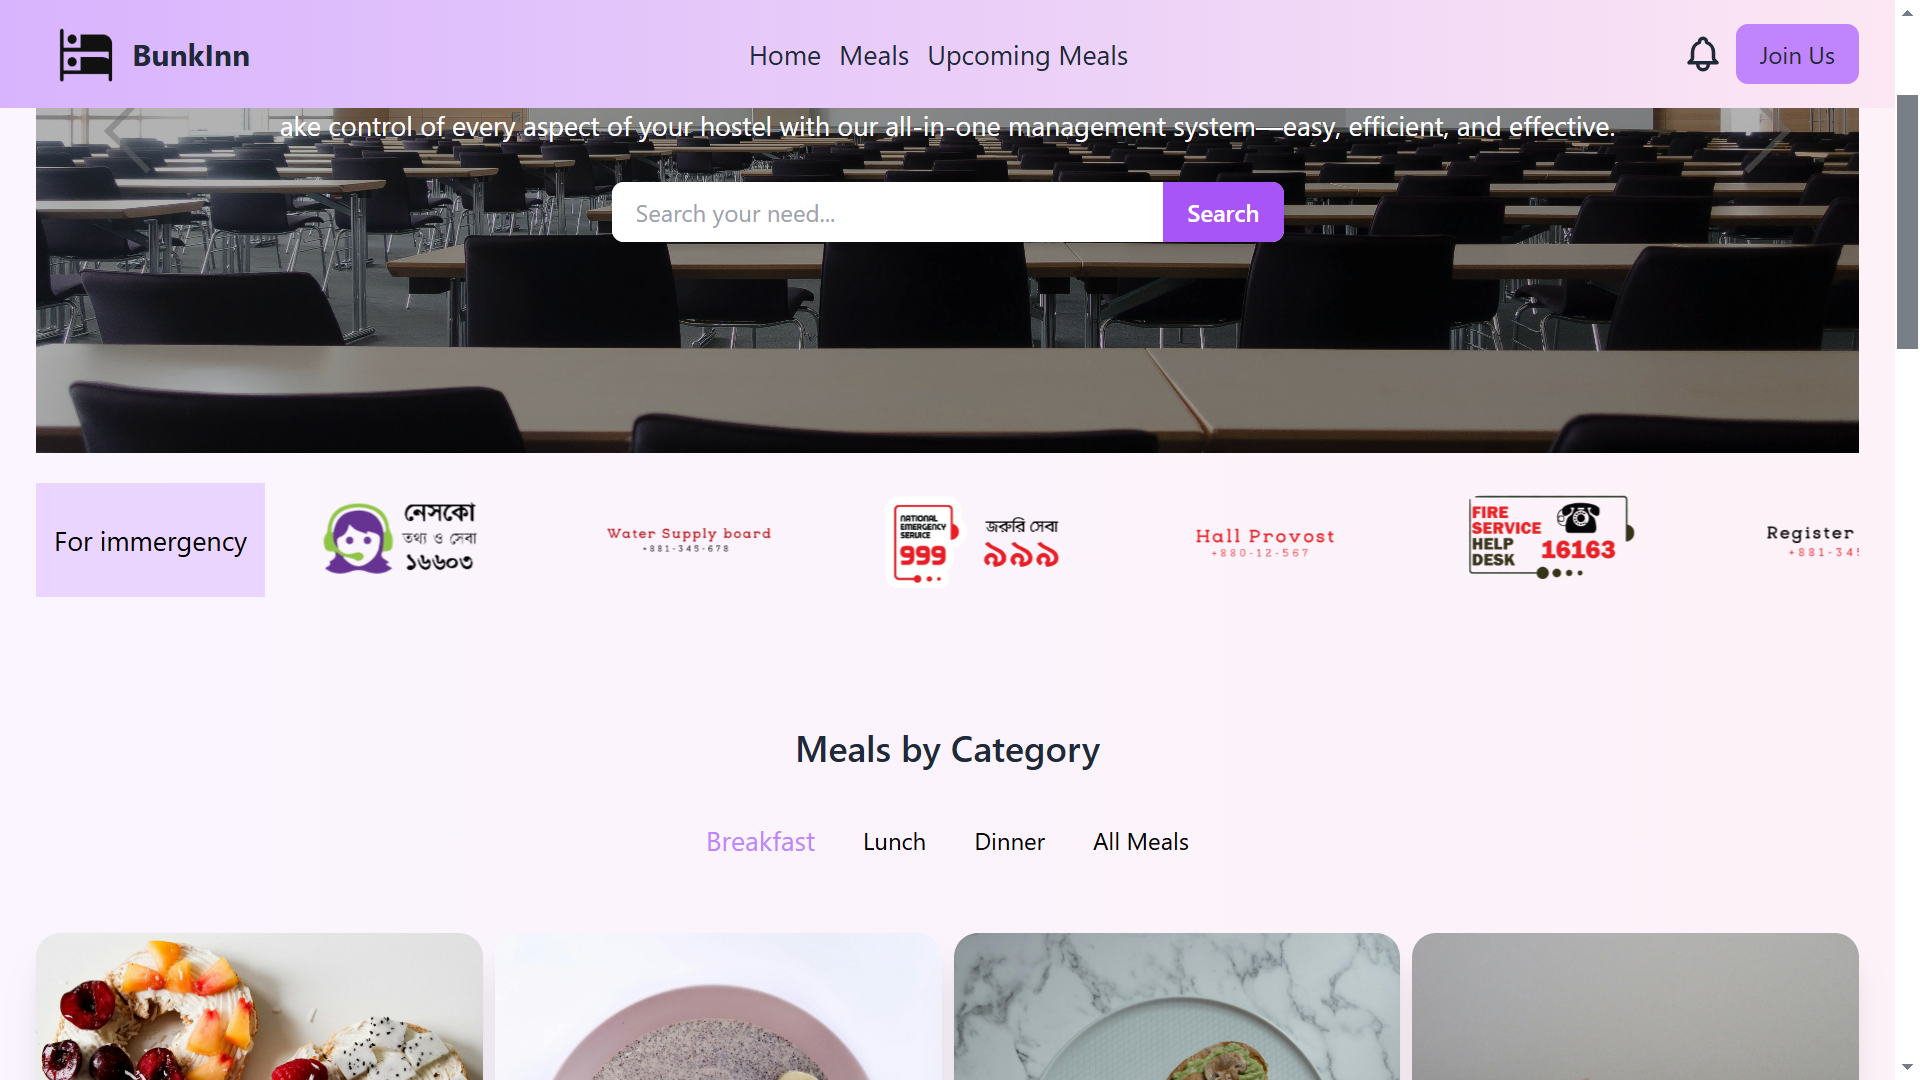 BunkInn
Home Meals Upcoming Meals
Join Us
ake control of every aspect of your hostel with our all-in-one management system—easy, efficient, and effective.
Search your need...
Search
For immergency
নেসকো
তথ্য ও সেবা
১৬৬০৩
Water Supply board
+881-345-678
NATIONAL
EMERGENCY
SERVICE
999
জরুরি সেবা
৯৯৯
Hall Provost
+880-12-567
FIRE
SERVICE
HELP
DESK
16163
Register
+881-345
Meals by Category
Breakfast Lunch Dinner All Meals